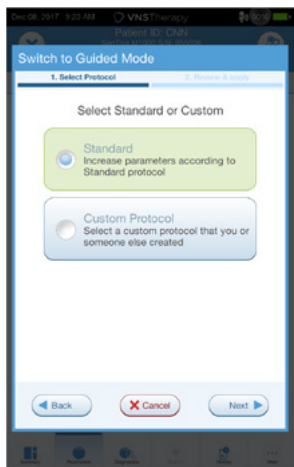 Dec 08, 2017 9:23 AM VNSTherapy
Patient ID: CNN
Switch to Guided Mode
1. Select Protocol 2. Review & apply
Select Standard or Custom
Standard
Increase parameters according to
Standard protocol
Custom Protocol
Select a custom protocol that you or
someone else created
Back Cancel Next